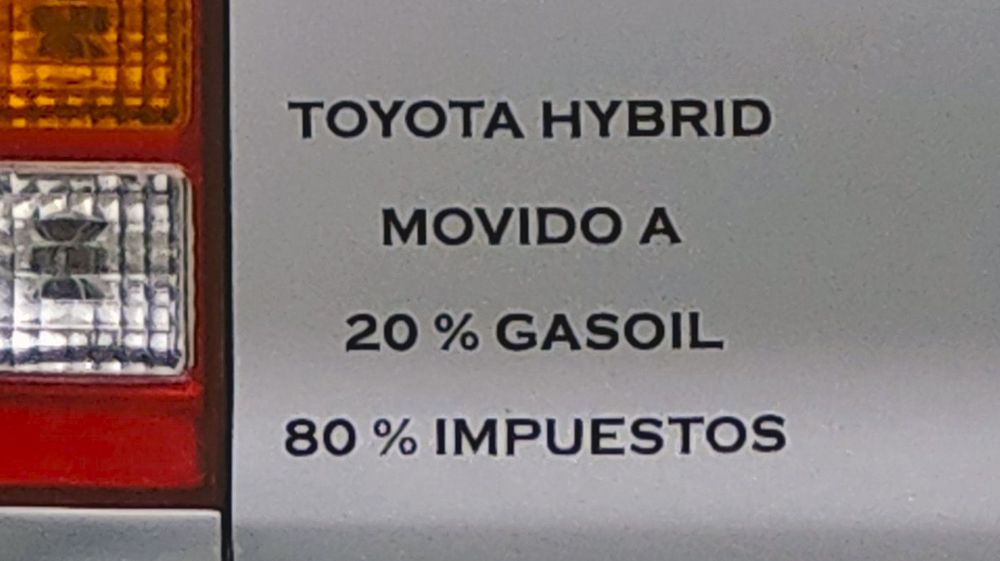 TOYOTA HYBRID
MOVIDO A
20 % GASOIL
80 % IMPUESTOS